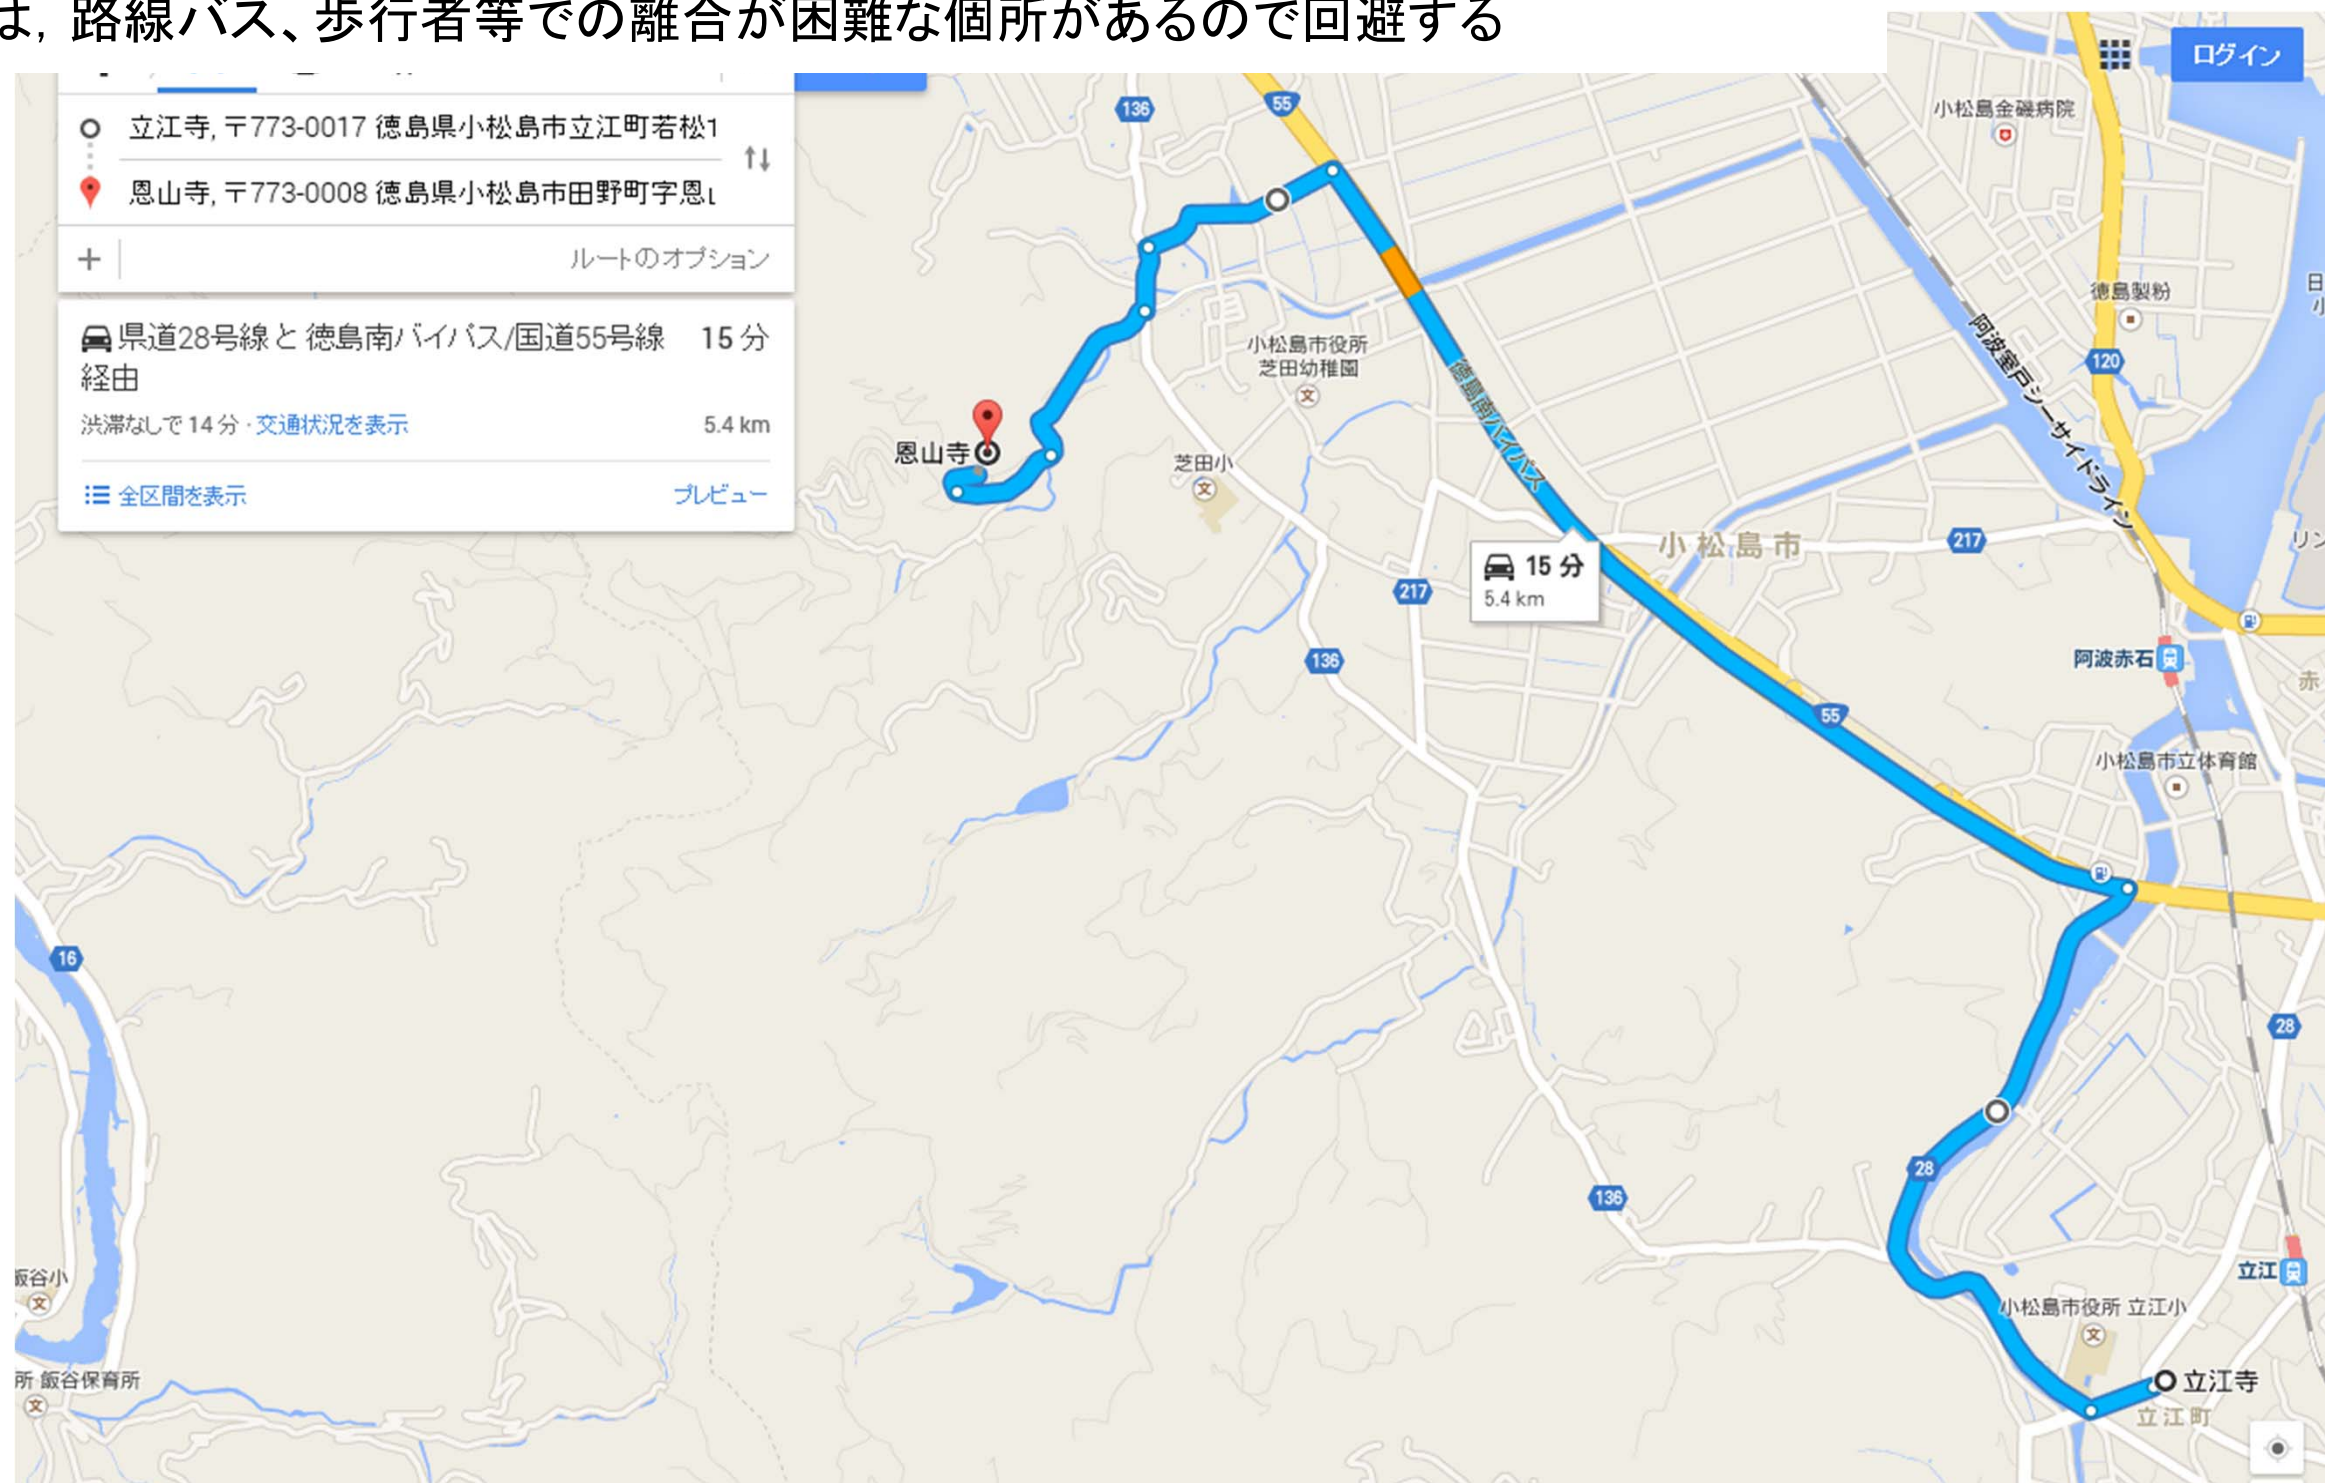 は，路線バス、歩行者等での離合が困難な個所があるので回避する
ログイン
立江寺, 〒773-0017 徳島県小松島市立江町若松1
恩山寺, 〒773-0008 徳島県小松島市田野町字恩
ルートのオプション
県道28号線と 徳島南バイパス/国道55号線 15 分
経由
渋滞なしで 14 分 · 交通状況を表示 5.4 km
全区間を表示 プレビュー
136
55
小松島金磯病院
徳島製粉
日
阿波室戸シーサイドライン
120
小松島市役所
芝田幼稚園
文
徳島南バイパス
恩山寺
芝田小
文
小松島市
217
リン
15 分
5.4 km
217
136
阿波赤石
赤
55
小松島市立体育館
16
28
28
136
飯谷小
文
立江
小松島市役所 立江小
文
所 飯谷保育所
文
立江寺
立江町